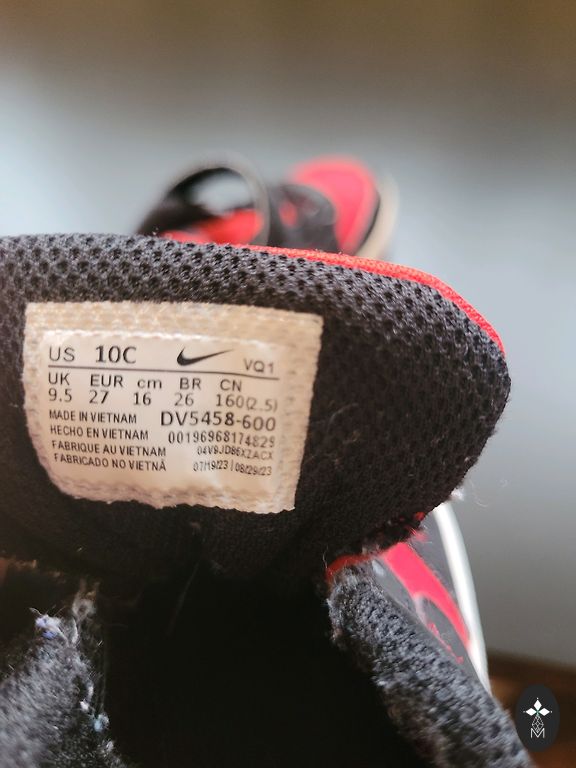 US 10C VQ1
UK EUR cm BR CN
9.5 27 16 26 160(2.5)
MADE IN VIETNAM DV5458-600
HECHO EN VIETNAM 00196968174829
FABRIQUE AU VIETNAM 04V9JD86XZACX
FABRICADO NO VIETNÃ 07/19/23 | 08/29/23
M